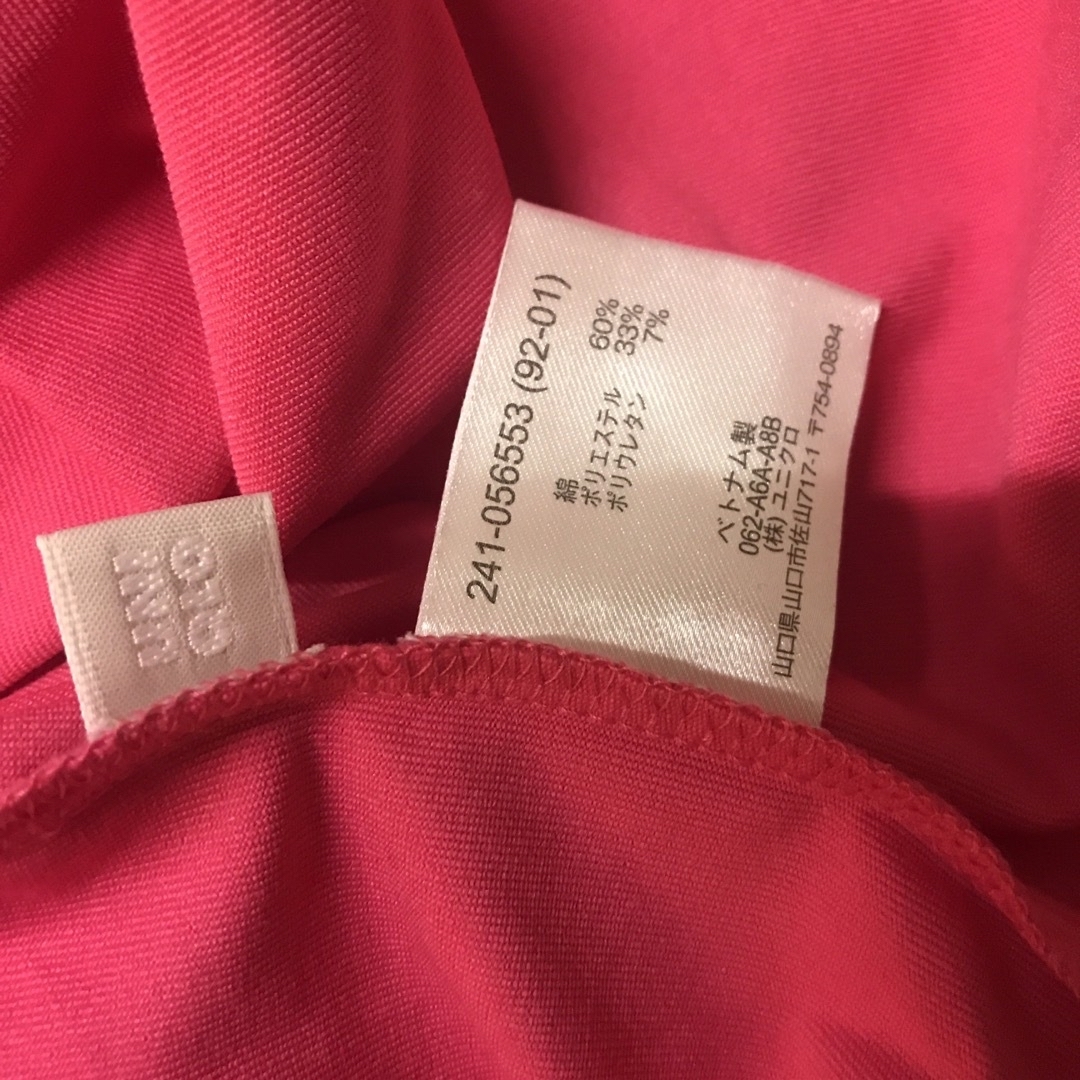 241-056553 (92-01)
綿 60%
ポリエステル 33%
ポリウレタン 7%
ベトナム製
062-A6A-A8B
(株) ユニクロ
山口県山口市佐山717-1 〒754-0894